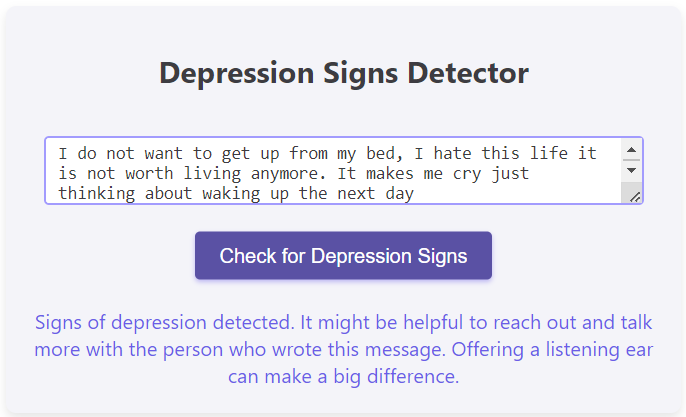 Depression Signs Detector
I do not want to get up from my bed, I hate this life it
is not worth living anymore. It makes me cry just
thinking about waking up the next day
Check for Depression Signs
Signs of depression detected. It might be helpful to reach out and talk
more with the person who wrote this message. Offering a listening ear
can make a big difference.